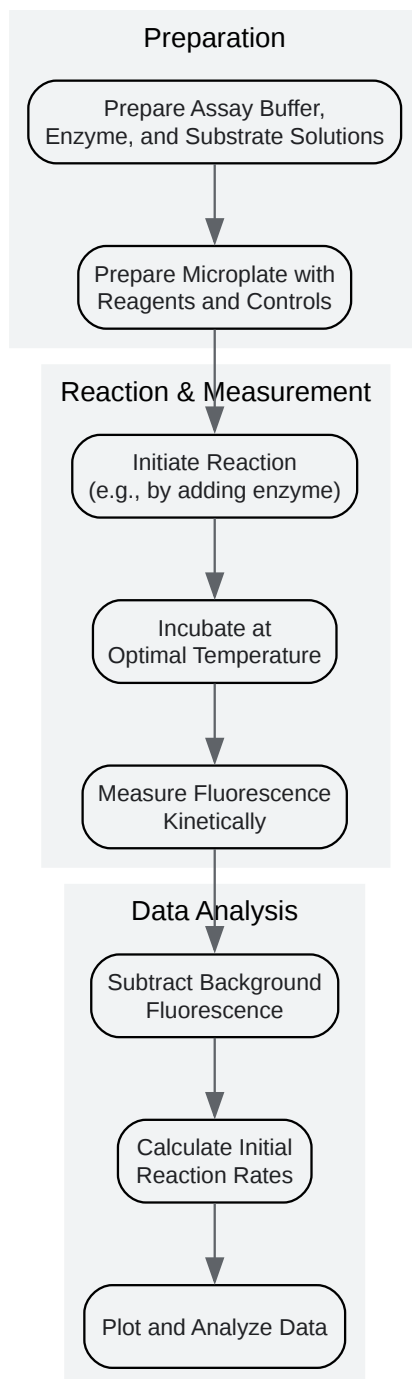 Preparation
Prepare Assay Buffer,
Enzyme, and Substrate Solutions
Prepare Microplate with
Reagents and Controls
Reaction & Measurement
Initiate Reaction
(e.g., by adding enzyme)
Incubate at
Optimal Temperature
Measure Fluorescence
Kinetically
Data Analysis
Subtract Background
Fluorescence
Calculate Initial
Reaction Rates
Plot and Analyze Data